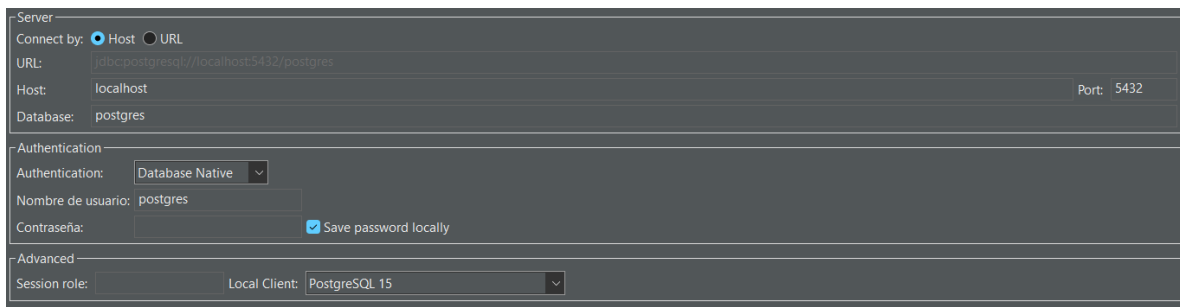 Server
Connect by: Host URL
URL: jdbc:postgresql://localhost:5432/postgres
Host: localhost Port: 5432
Database: postgres
Authentication
Authentication: Database Native
Nombre de usuario: postgres
Contraseña: Save password locally
Advanced
Session role: Local Client: PostgreSQL 15